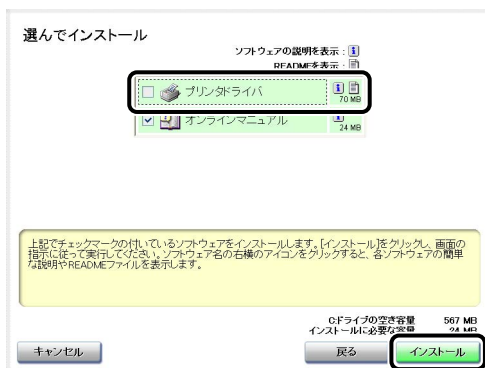 選んでインストール
ソフトウェアの説明を表示 : i
READMEを表示 :
プリンタドライバ
i
70 MB
オンラインマニュアル
i
24 MB
上記でチェックマークの付いているソフトウェアをインストールします。[インストール]をクリックし、画面の
指示に従って実行してください。ソフトウェア名の右横のアイコンをクリックすると、各ソフトウェアの簡単
な説明やREADMEファイルを表示します。
C:ドライブの空き容量 567 MB
インストールに必要な容量 24 MB
キャンセル
戻る
インストール